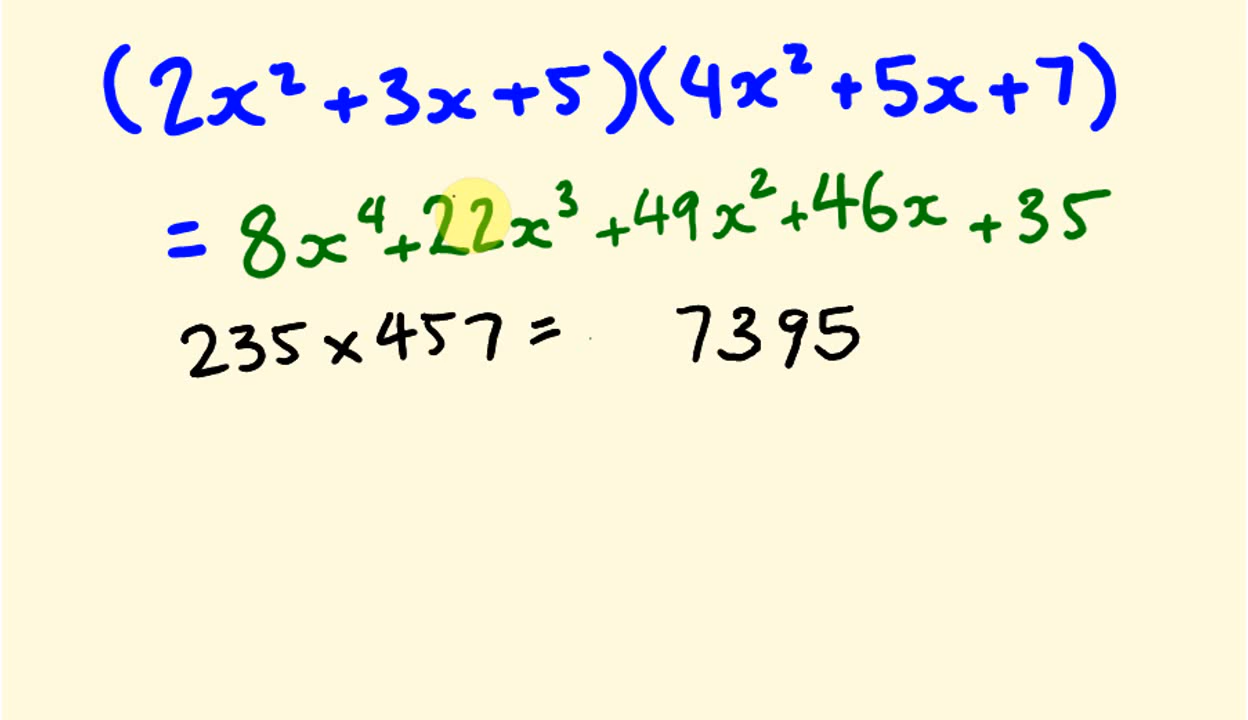 (2x² + 3x + 5)(4x² + 5x + 7)
= 8x⁴ + 22x³ + 49x² + 46x + 35
235 x 457 = 7395